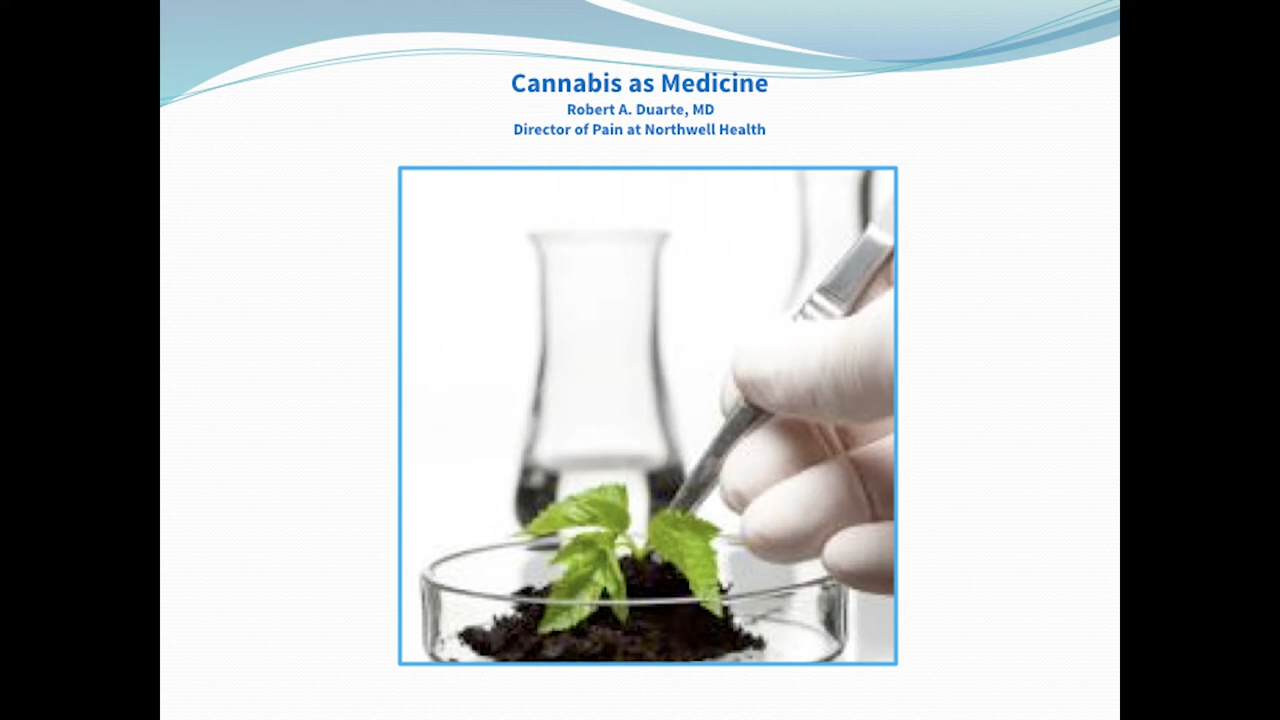 Cannabis as Medicine
Robert A. Duarte, MD
Director of Pain at Northwell Health